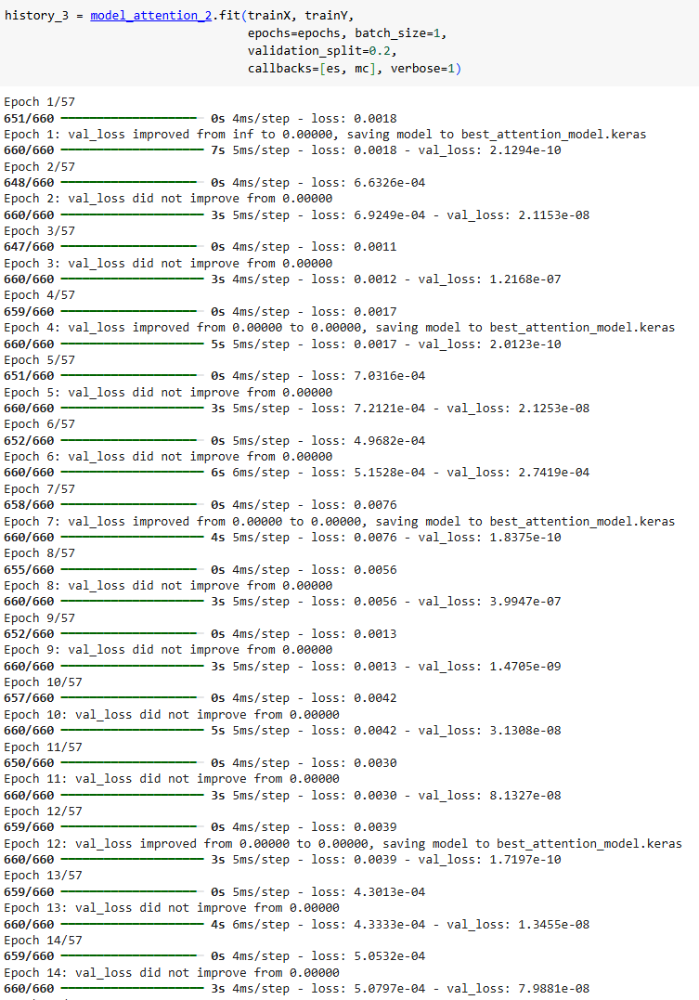 history_3 = model_attention_2.fit(trainX, trainY,
epochs=epochs, batch_size=1,
validation_split=0.2,
callbacks=[es, mc], verbose=1)
Epoch 1/57
651/660 0s 4ms/step - loss: 0.0018
Epoch 1: val_loss improved from inf to 0.00000, saving model to best_attention_model.keras
660/660 7s 5ms/step - loss: 0.0018 - val_loss: 2.1294e-10
Epoch 2/57
648/660 0s 4ms/step - loss: 6.6326e-04
Epoch 2: val_loss did not improve from 0.00000
660/660 3s 5ms/step - loss: 6.9249e-04 - val_loss: 2.1153e-08
Epoch 3/57
647/660 0s 4ms/step - loss: 0.0011
Epoch 3: val_loss did not improve from 0.00000
660/660 3s 4ms/step - loss: 0.0012 - val_loss: 1.2168e-07
Epoch 4/57
659/660 0s 4ms/step - loss: 0.0017
Epoch 4: val_loss improved from 0.00000 to 0.00000, saving model to best_attention_model.keras
660/660 5s 5ms/step - loss: 0.0017 - val_loss: 2.0123e-10
Epoch 5/57
651/660 0s 4ms/step - loss: 7.0316e-04
Epoch 5: val_loss did not improve from 0.00000
660/660 3s 5ms/step - loss: 7.2121e-04 - val_loss: 2.1253e-08
Epoch 6/57
652/660 0s 5ms/step - loss: 4.9682e-04
Epoch 6: val_loss did not improve from 0.00000
660/660 6s 6ms/step - loss: 5.1528e-04 - val_loss: 2.7419e-04
Epoch 7/57
658/660 0s 4ms/step - loss: 0.0076
Epoch 7: val_loss improved from 0.00000 to 0.00000, saving model to best_attention_model.keras
660/660 4s 5ms/step - loss: 0.0076 - val_loss: 1.8375e-10
Epoch 8/57
655/660 0s 4ms/step - loss: 0.0056
Epoch 8: val_loss did not improve from 0.00000
660/660 3s 5ms/step - loss: 0.0056 - val_loss: 3.9947e-07
Epoch 9/57
652/660 0s 4ms/step - loss: 0.0013
Epoch 9: val_loss did not improve from 0.00000
660/660 3s 5ms/step - loss: 0.0013 - val_loss: 1.4705e-09
Epoch 10/57
657/660 0s 4ms/step - loss: 0.0042
Epoch 10: val_loss did not improve from 0.00000
660/660 5s 5ms/step - loss: 0.0042 - val_loss: 3.1308e-08
Epoch 11/57
650/660 0s 4ms/step - loss: 0.0030
Epoch 11: val_loss did not improve from 0.00000
660/660 3s 5ms/step - loss: 0.0030 - val_loss: 8.1327e-08
Epoch 12/57
659/660 0s 4ms/step - loss: 0.0039
Epoch 12: val_loss improved from 0.00000 to 0.00000, saving model to best_attention_model.keras
660/660 3s 5ms/step - loss: 0.0039 - val_loss: 1.7197e-10
Epoch 13/57
659/660 0s 5ms/step - loss: 4.3013e-04
Epoch 13: val_loss did not improve from 0.00000
660/660 4s 6ms/step - loss: 4.3333e-04 - val_loss: 1.3455e-08
Epoch 14/57
659/660 0s 4ms/step - loss: 5.0532e-04
Epoch 14: val_loss did not improve from 0.00000
660/660 3s 4ms/step - loss: 5.0797e-04 - val_loss: 7.9881e-08